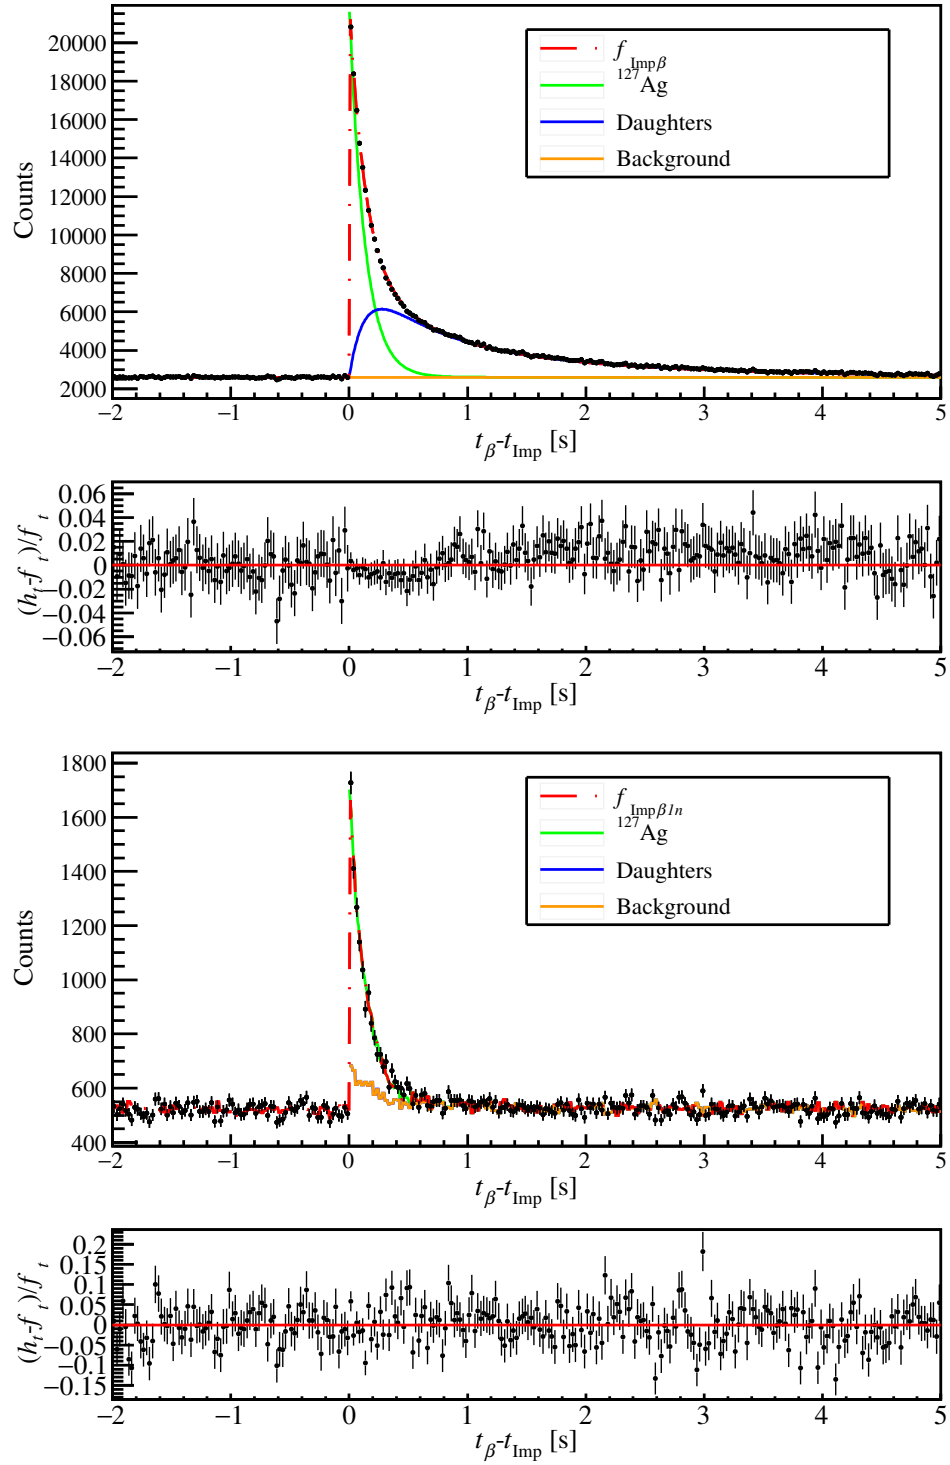 20000
18000
16000
14000
12000
10000
8000
6000
4000
2000
Counts
f Impβ
127Ag
Daughters
Background
−2 −1 0 1 2 3 4 5
tβ-tImp [s]
0.06
0.04
0.02
0
−0.02
−0.04
−0.06
(ht-ft)/ft
−2 −1 0 1 2 3 4 5
tβ-tImp [s]
1800
1600
1400
1200
1000
800
600
400
Counts
f Impβ1n
127Ag
Daughters
Background
−2 −1 0 1 2 3 4 5
tβ-tImp [s]
0.2
0.15
0.1
0.05
0
−0.05
−0.1
−0.15
(ht-ft)/ft
−2 −1 0 1 2 3 4 5
tβ-tImp [s]